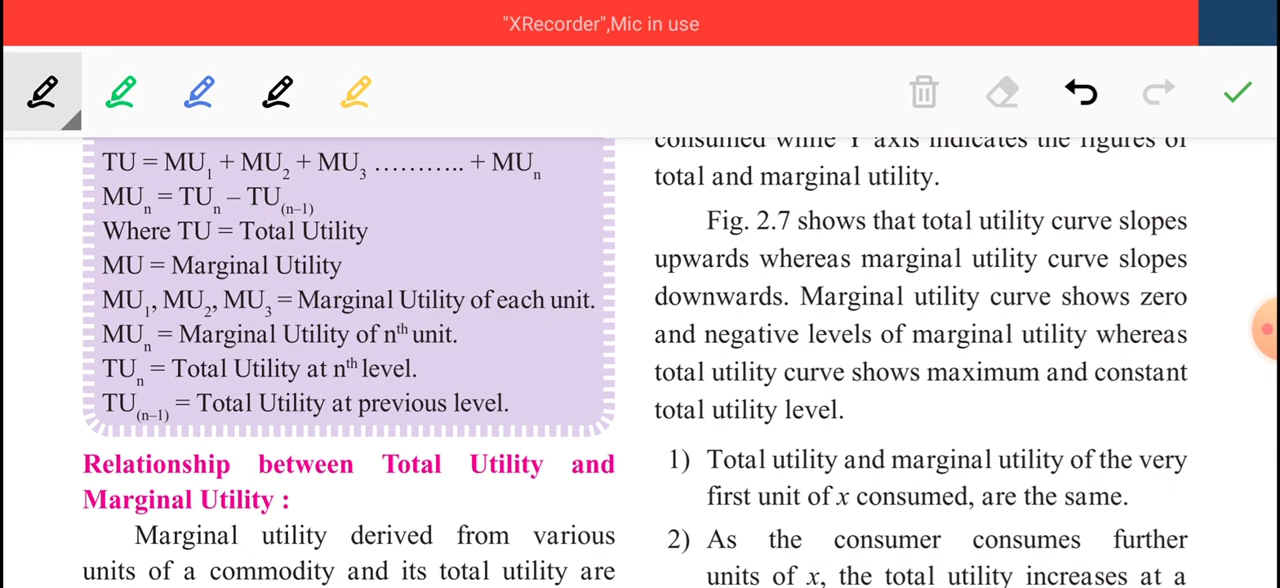 "XRecorder",Mic in use
TU = MU1 + MU2 + MU3 ........... + MUn
MUn = TUn – TU(n–1)
Where TU = Total Utility
MU = Marginal Utility
MU1, MU2, MU3 = Marginal Utility of each unit.
MUn = Marginal Utility of nth unit.
TUn = Total Utility at nth level.
TU(n–1) = Total Utility at previous level.
Relationship between Total Utility and
Marginal Utility :
Marginal utility derived from various
units of a commodity and its total utility are
consumed while Y axis indicates the figures of
total and marginal utility.
Fig. 2.7 shows that total utility curve slopes
upwards whereas marginal utility curve slopes
downwards. Marginal utility curve shows zero
and negative levels of marginal utility whereas
total utility curve shows maximum and constant
total utility level.
1) Total utility and marginal utility of the very
first unit of x consumed, are the same.
2) As the consumer consumes further
units of x, the total utility increases at a